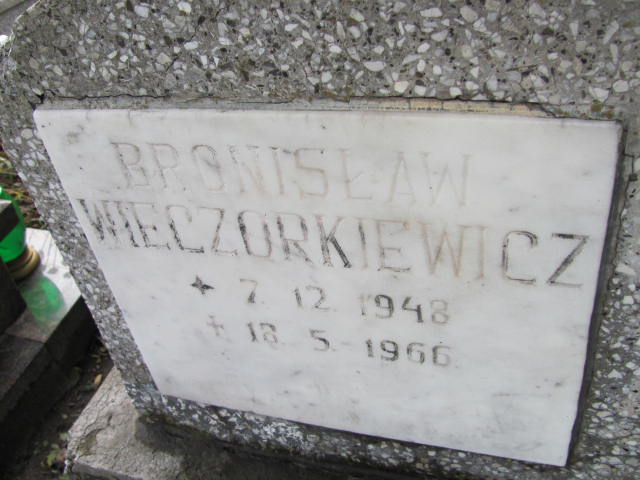 BRONISŁAW
WIECZORKIEWICZ
7. 12. 1948
18. 5. 1966